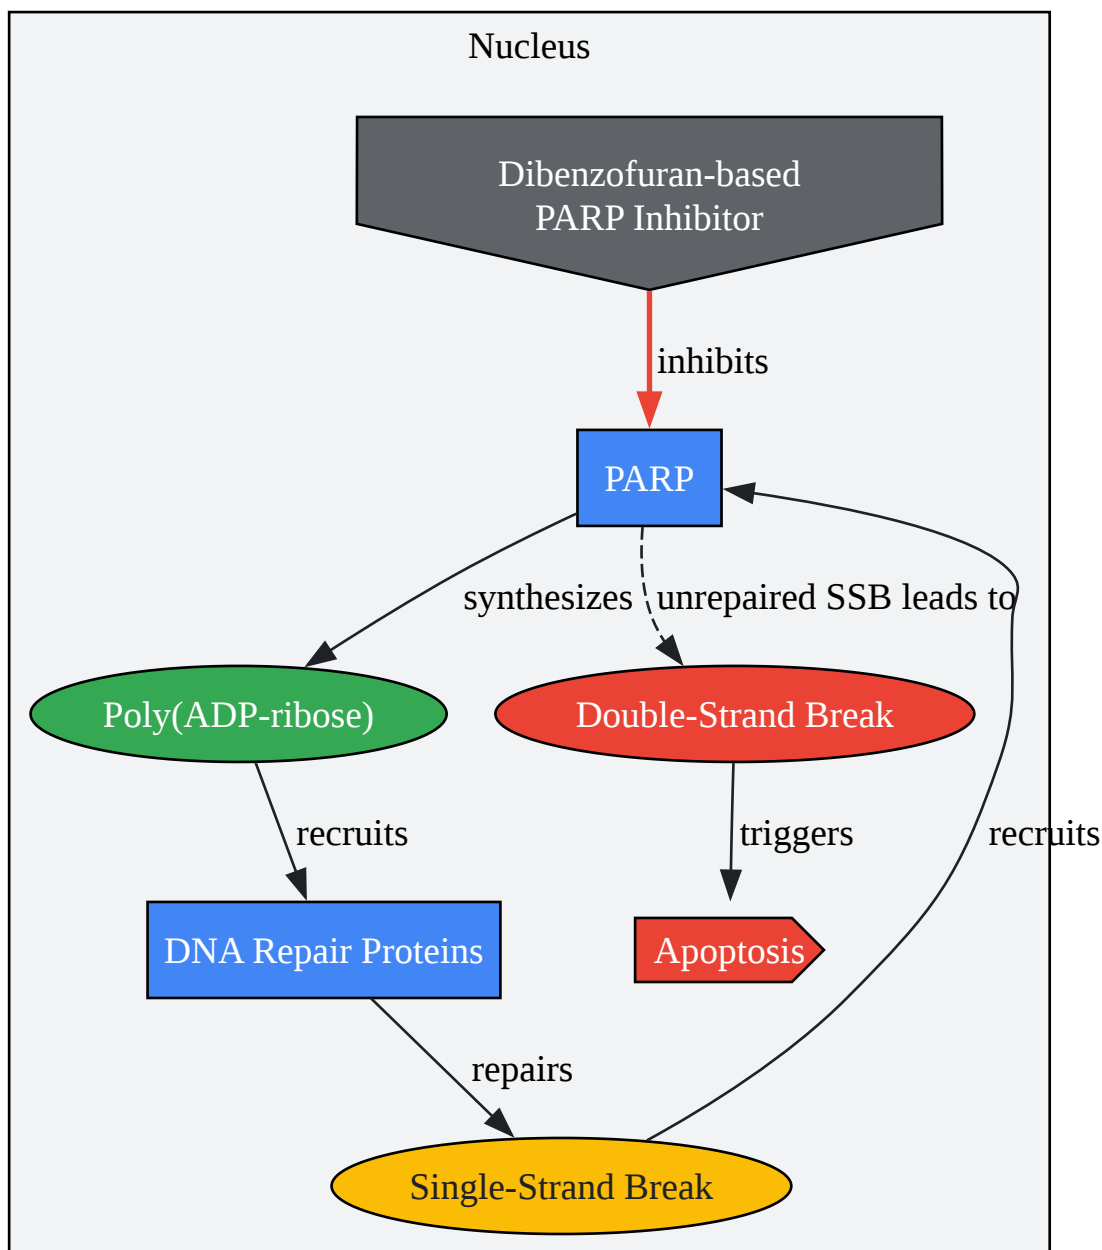 Nucleus
Dibenzofuran-based
PARP Inhibitor
inhibits
PARP
synthesizes
unrepaired SSB leads to
Poly(ADP-ribose)
Double-Strand Break
recruits
triggers
recruits
DNA Repair Proteins
Apoptosis
repairs
Single-Strand Break